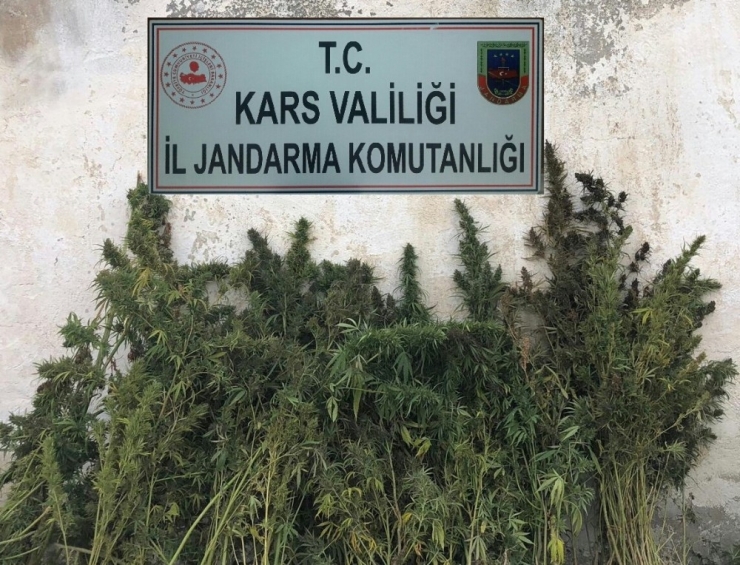 T.C.
KARS VALİLİĞİ
İL JANDARMA KOMUTANLIĞI